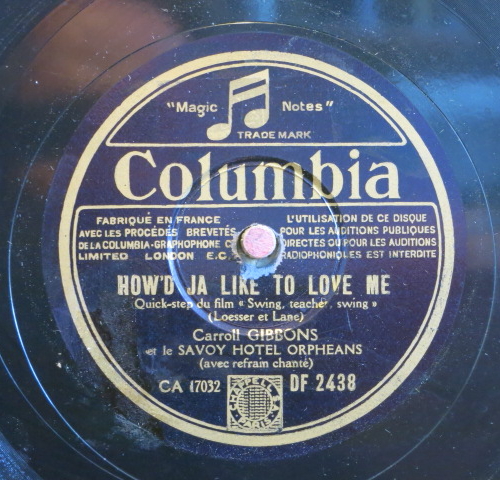 "Magic Notes"
TRADE MARK
Columbia
FABRIQUÉ EN FRANCE
AVEC LES PROCÉDÉS BREVETÉS
DE LA COLUMBIA-GRAPHOPHONE C
LIMITED LONDON E.C.
L'UTILISATION DE CE DISQUE
POUR LES AUDITIONS PUBLIQUES
DIRECTES OU POUR LES AUDITIONS
RADIOPHONIQUES EST INTERDITE
HOW'D JA LIKE TO LOVE ME
Quick-step du film « Swing, teacher, swing »
(Loesser et Lane)
Carroll GIBBONS
et le SAVOY HOTEL ORPHEANS
(avec refrain chanté)
CA 17032 DF 2438
CHAPPELL S.A.
PARIS